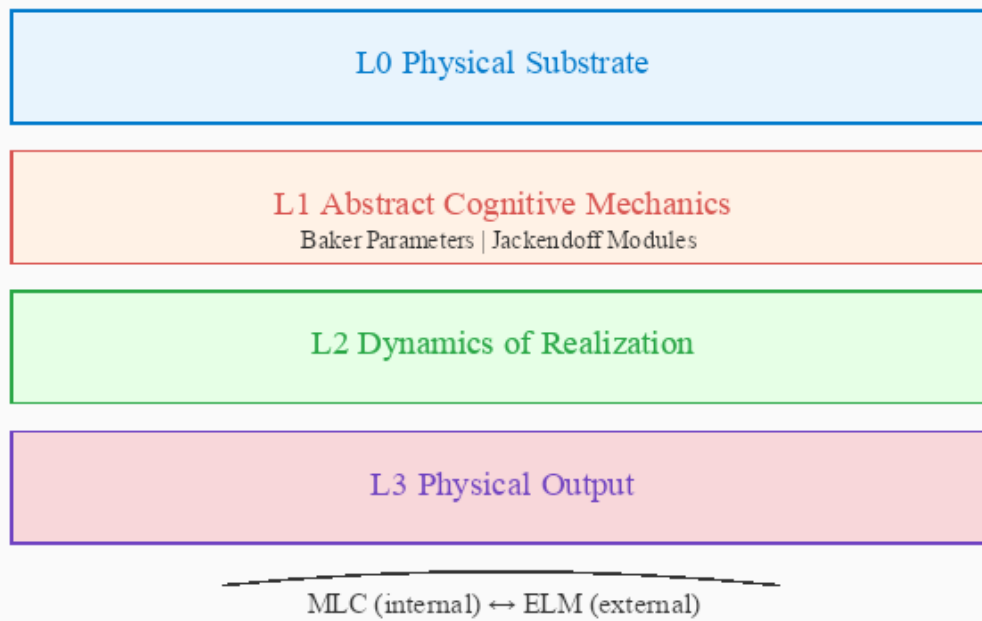 L0 Physical Substrate
L1 Abstract Cognitive Mechanics
Baker Parameters | Jackendoff Modules
L2 Dynamics of Realization
L3 Physical Output
MLC (internal) ↔ ELM (external)